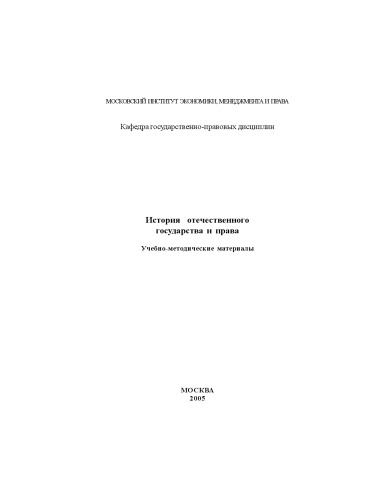 МОСКОВСКИЙ ИНСТИТУТ ЭКОНОМИКИ, МЕНЕДЖМЕНТА И ПРАВА
Кафедра государственно-правовых дисциплин
История отечественного
государства и права
Учебно-методические материалы
МОСКВА
2005